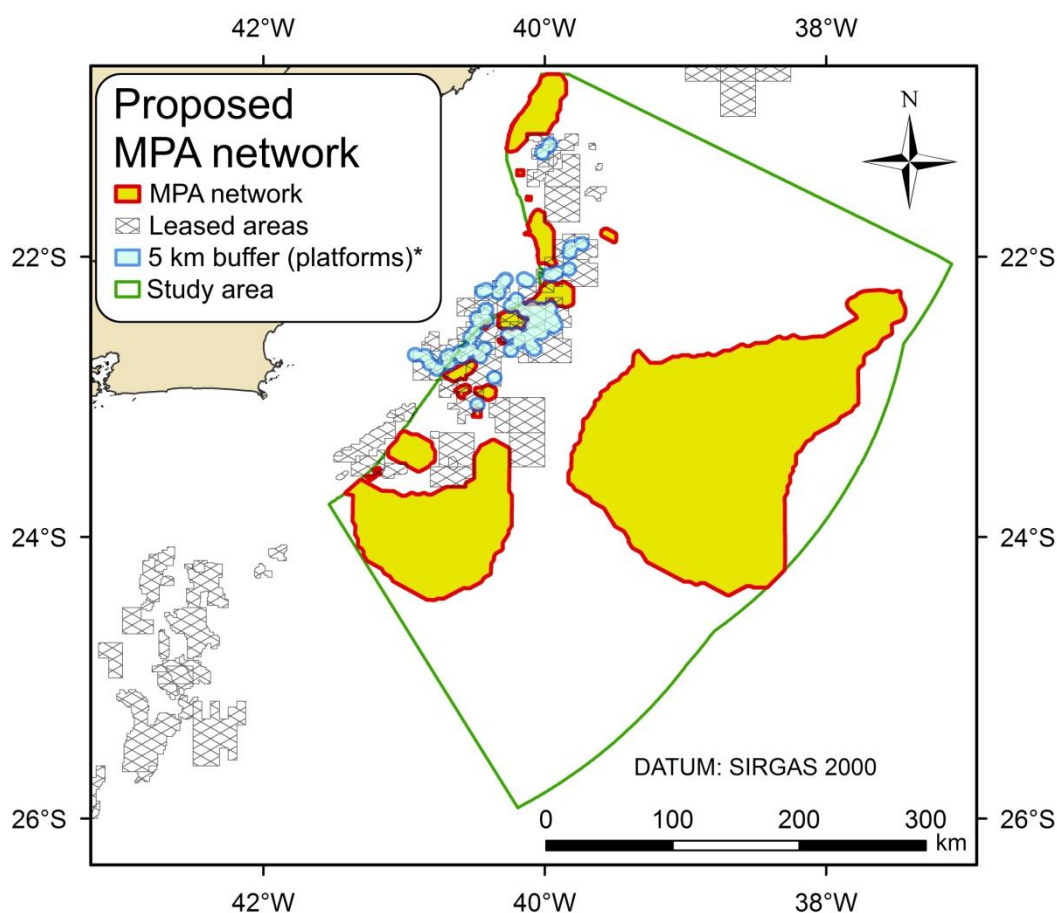 42°W 40°W 38°W
Proposed
MPA network
MPA network
Leased areas
5 km buffer (platforms)*
Study area
N
22°S 22°S
24°S 24°S
DATUM: SIRGAS 2000
26°S 26°S
0 100 200 300
km
42°W 40°W 38°W